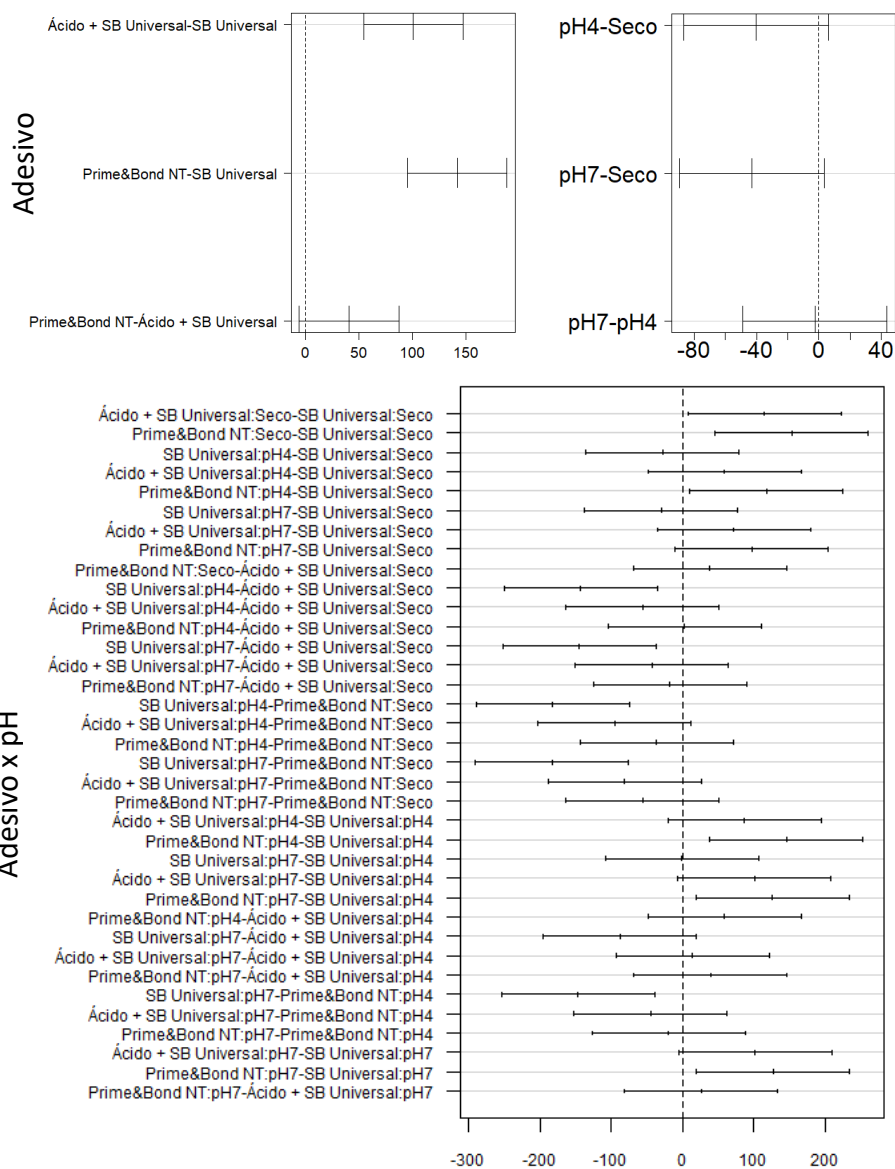 Adesivo
Ácido + SB Universal-SB Universal
Prime&Bond NT-SB Universal
Prime&Bond NT-Ácido + SB Universal
0 50 100 150
pH4-Seco
pH7-Seco
pH7-pH4
-80 -40 0 40
Adesivo x pH
Ácido + SB Universal:Seco-SB Universal:Seco
Prime&Bond NT:Seco-SB Universal:Seco
SB Universal:pH4-SB Universal:Seco
Ácido + SB Universal:pH4-SB Universal:Seco
Prime&Bond NT:pH4-SB Universal:Seco
SB Universal:pH7-SB Universal:Seco
Ácido + SB Universal:pH7-SB Universal:Seco
Prime&Bond NT:pH7-SB Universal:Seco
Prime&Bond NT:Seco-Ácido + SB Universal:Seco
SB Universal:pH4-Ácido + SB Universal:Seco
Ácido + SB Universal:pH4-Ácido + SB Universal:Seco
Prime&Bond NT:pH4-Ácido + SB Universal:Seco
SB Universal:pH7-Ácido + SB Universal:Seco
Ácido + SB Universal:pH7-Ácido + SB Universal:Seco
Prime&Bond NT:pH7-Ácido + SB Universal:Seco
SB Universal:pH4-Prime&Bond NT:Seco
Ácido + SB Universal:pH4-Prime&Bond NT:Seco
Prime&Bond NT:pH4-Prime&Bond NT:Seco
SB Universal:pH7-Prime&Bond NT:Seco
Ácido + SB Universal:pH7-Prime&Bond NT:Seco
Prime&Bond NT:pH7-Prime&Bond NT:Seco
Ácido + SB Universal:pH4-SB Universal:pH4
Prime&Bond NT:pH4-SB Universal:pH4
SB Universal:pH7-SB Universal:pH4
Ácido + SB Universal:pH7-SB Universal:pH4
Prime&Bond NT:pH7-SB Universal:pH4
Prime&Bond NT:pH4-Ácido + SB Universal:pH4
SB Universal:pH7-Ácido + SB Universal:pH4
Ácido + SB Universal:pH7-Ácido + SB Universal:pH4
Prime&Bond NT:pH7-Ácido + SB Universal:pH4
SB Universal:pH7-Prime&Bond NT:pH4
Ácido + SB Universal:pH7-Prime&Bond NT:pH4
Prime&Bond NT:pH7-Prime&Bond NT:pH4
Ácido + SB Universal:pH7-SB Universal:pH7
Prime&Bond NT:pH7-SB Universal:pH7
Prime&Bond NT:pH7-Ácido + SB Universal:pH7
-300 -200 -100 0 100 200